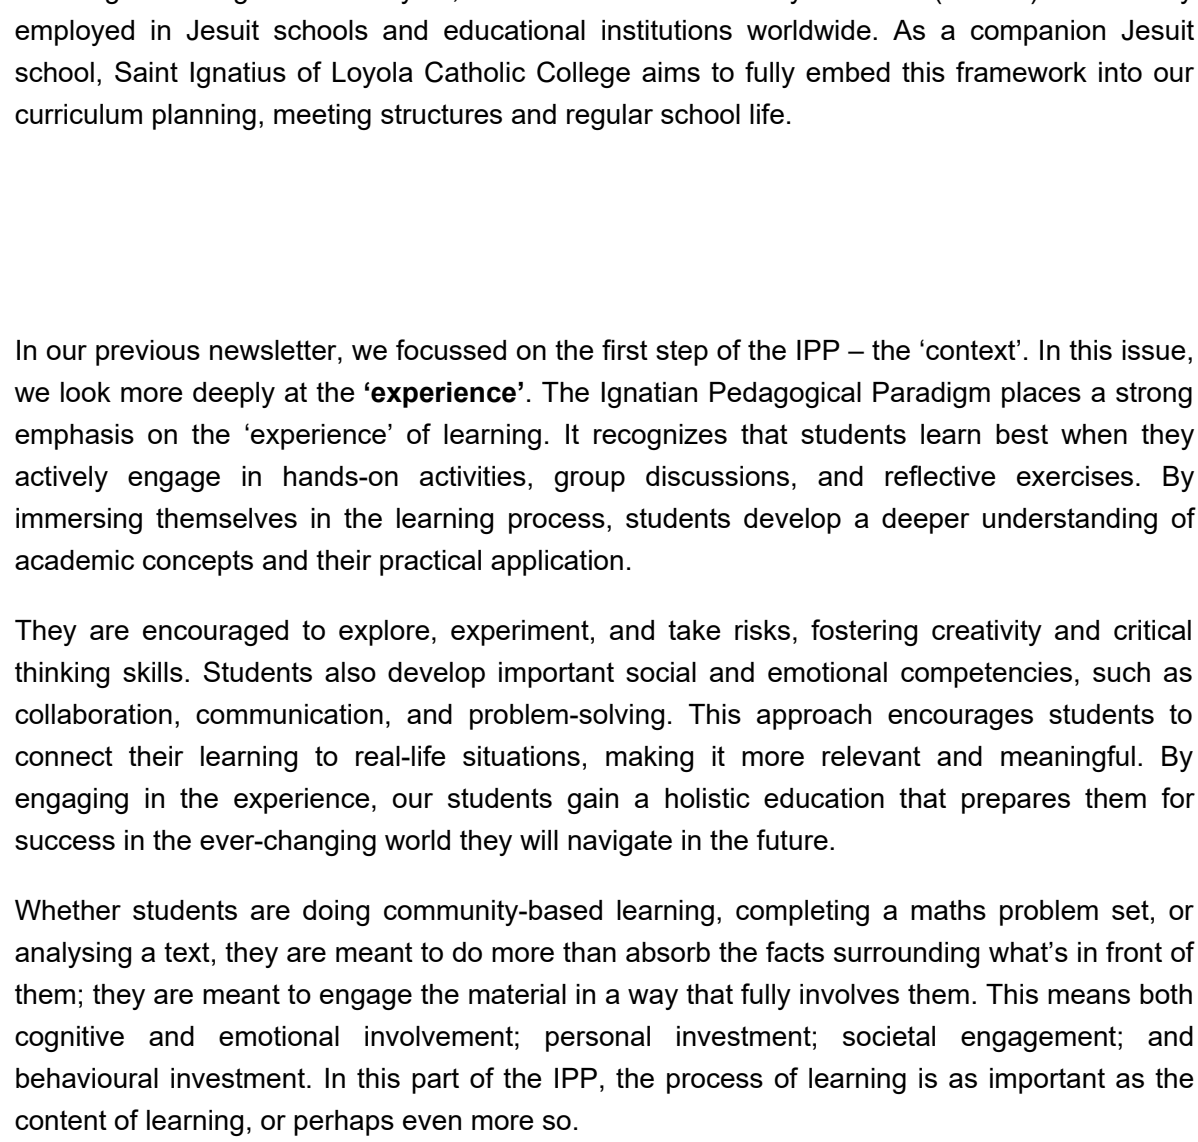 employed in Jesuit schools and educational institutions worldwide. As a companion Jesuit
school, Saint Ignatius of Loyola Catholic College aims to fully embed this framework into our
curriculum planning, meeting structures and regular school life.
In our previous newsletter, we focussed on the first step of the IPP – the ‘context’. In this issue,
we look more deeply at the ‘experience’. The Ignatian Pedagogical Paradigm places a strong
emphasis on the ‘experience’ of learning. It recognizes that students learn best when they
actively engage in hands-on activities, group discussions, and reflective exercises. By
immersing themselves in the learning process, students develop a deeper understanding of
academic concepts and their practical application.
They are encouraged to explore, experiment, and take risks, fostering creativity and critical
thinking skills. Students also develop important social and emotional competencies, such as
collaboration, communication, and problem-solving. This approach encourages students to
connect their learning to real-life situations, making it more relevant and meaningful. By
engaging in the experience, our students gain a holistic education that prepares them for
success in the ever-changing world they will navigate in the future.
Whether students are doing community-based learning, completing a maths problem set, or
analysing a text, they are meant to do more than absorb the facts surrounding what’s in front of
them; they are meant to engage the material in a way that fully involves them. This means both
cognitive and emotional involvement; personal investment; societal engagement; and
behavioural investment. In this part of the IPP, the process of learning is as important as the
content of learning, or perhaps even more so.